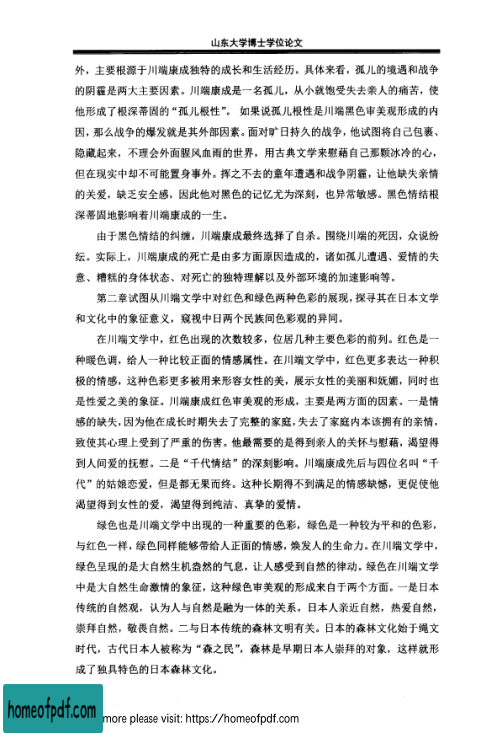 山东大学博士学位论文
外，主要根源于川端康成独特的成长和生活经历。具体来看，孤儿的境遇和战争
的阴霾是两大主要因素。川端康成是一名孤儿，从小就饱受失去亲人的痛苦，使
他形成了根深蒂固的“孤儿根性”。 如果说孤儿根性是川端黑色审美观形成的内
因，那么战争的爆发就是其外部因素。面对旷日持久的战争，他试图将自己包裹、
隐藏起来，不理会外面腥风血雨的世界，用古典文学来慰藉自己那颗冰冷的心，
但在现实中却不可能置身事外。挥之不去的童年遭遇和战争阴霾，让他缺失亲情
的关爱，缺乏安全感，因此他对黑色的记忆尤为深刻，也异常敏感。黑色情结根
深蒂固地影响着川端康成的一生。
由于黑色情结的纠缠，川端康成最终选择了自杀。围绕川端的死因，众说纷
纭。实际上，川端康成的死亡是由多方面原因造成的，诸如孤儿遭遇、爱情的失
意、糟糕的身体状态、对死亡的独特理解以及外部环境的加速影响等。
第二章试图从川端文学中对红色和绿色两种色彩的展现，探寻其在日本文学
和文化中的象征意义，窥视中日两个民族间色彩观的异同。
在川端文学中，红色出现的次数较多，位居几种主要色彩的前列。红色是一
种暖色调，给人一种比较正面的情感属性。在川端文学中，红色更多表达一种积
极的情感，这种色彩更多被用来形容女性的美，展示女性的美丽和妩媚，同时也
是性爱之美的象征。川端康成红色审美观的形成，主要是两方面的因素。一是情
感的缺失，因为他在成长时期失去了完整的家庭，失去了家庭内本该拥有的亲情，
致使其心理上受到了严重的伤害。他最需要的是得到亲人的关怀与慰藉，渴望得
到人间爱的抚慰。二是“千代情结”的深刻影响。川端康成先后与四位名叫“千
代”的姑娘恋爱，但是都无果而终。这种长期得不到满足的情感缺憾，更促使他
渴望得到女性的爱，渴望得到纯洁、真挚的爱情。
绿色也是川端文学中出现的一种重要的色彩，绿色是一种较为平和的色彩，
与红色一样，绿色同样能够带给人正面的情感，焕发人的生命力。在川端文学中，
绿色呈现的是大自然生机盎然的气息，让人感受到自然的律动。绿色在川端文学
中是大自然生命激情的象征，这种绿色审美观的形成来自于两个方面。一是日本
传统的自然观，认为人与自然是融为一体的关系。日本人亲近自然，热爱自然，
崇拜自然，敬畏自然。二与日本传统的森林文明有关。日本的森林文化始于绳文
时代，古代日本人被称为“森之民”，森林是早期日本人崇拜的对象，这样就形
成了独具特色的日本森林文化。
homeofpdf.com
more please visit: https://homeofpdf.com